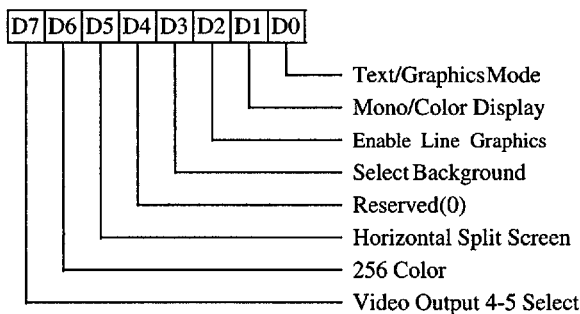 D7 D6 D5 D4 D3 D2 D1 D0
Text/Graphics Mode
Mono/Color Display
Enable Line Graphics
Select Background
Reserved(0)
Horizontal Split Screen
256 Color
Video Output 4-5 Select